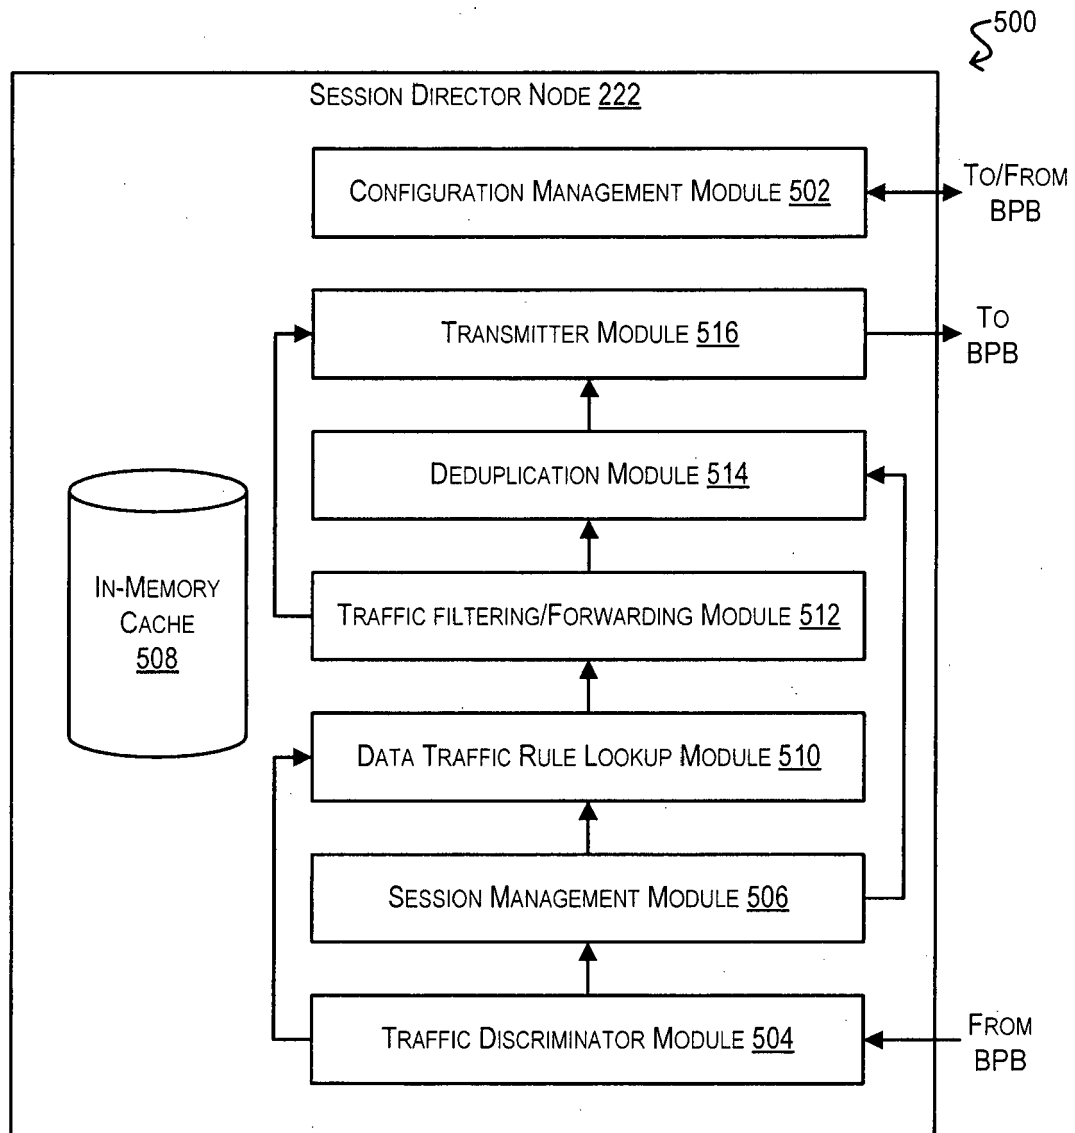 500
SESSION DIRECTOR NODE 222
CONFIGURATION MANAGEMENT MODULE 502
TO/FROM
BPB
TRANSMITTER MODULE 516
TO
BPB
DEDUPLICATION MODULE 514
IN-MEMORY
CACHE
508
TRAFFIC FILTERING/FORWARDING MODULE 512
DATA TRAFFIC RULE LOOKUP MODULE 510
SESSION MANAGEMENT MODULE 506
TRAFFIC DISCRIMINATOR MODULE 504
FROM
BPB